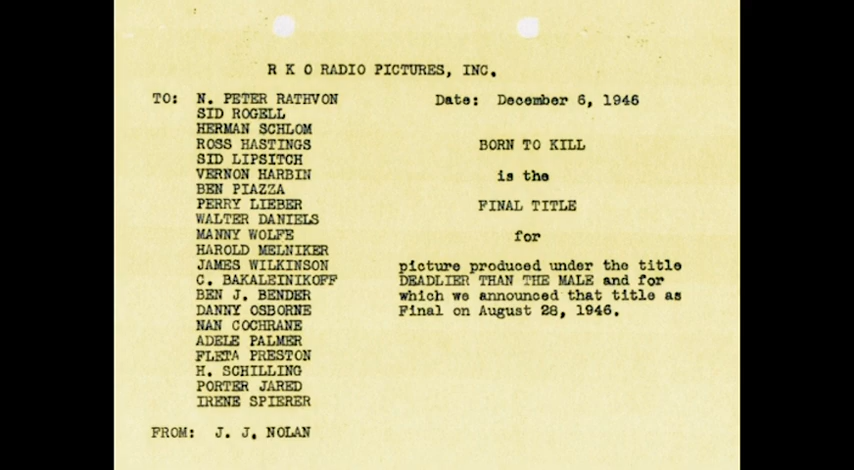 R K O RADIO PICTURES, INC.
TO: N. PETER RATHVON Date: December 6, 1946
SID ROGELL
HERMAN SCHLOM
ROSS HASTINGS BORN TO KILL
SID LIPSITCH
VERNON HARBIN is the
BEN PIAZZA
PERRY LIEBER FINAL TITLE
WALTER DANIELS
MANNY WOLFE for
HAROLD MELNIKER
JAMES WILKINSON picture produced under the title
C. BAKALEINIKOFF DEADLIER THAN THE MALE and for
BEN J. BENDER which we announced that title as
DANNY OSBORNE Final on August 28, 1946.
NAN COCHRANE
ADELE PALMER
FLETA PRESTON
H. SCHILLING
PORTER JARED
IRENE SPIERER
FROM: J. J. NOLAN